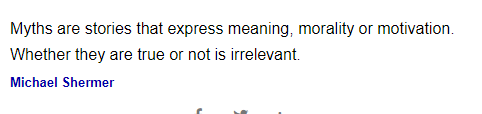 Myths are stories that express meaning, morality or motivation.
Whether they are true or not is irrelevant.
Michael Shermer